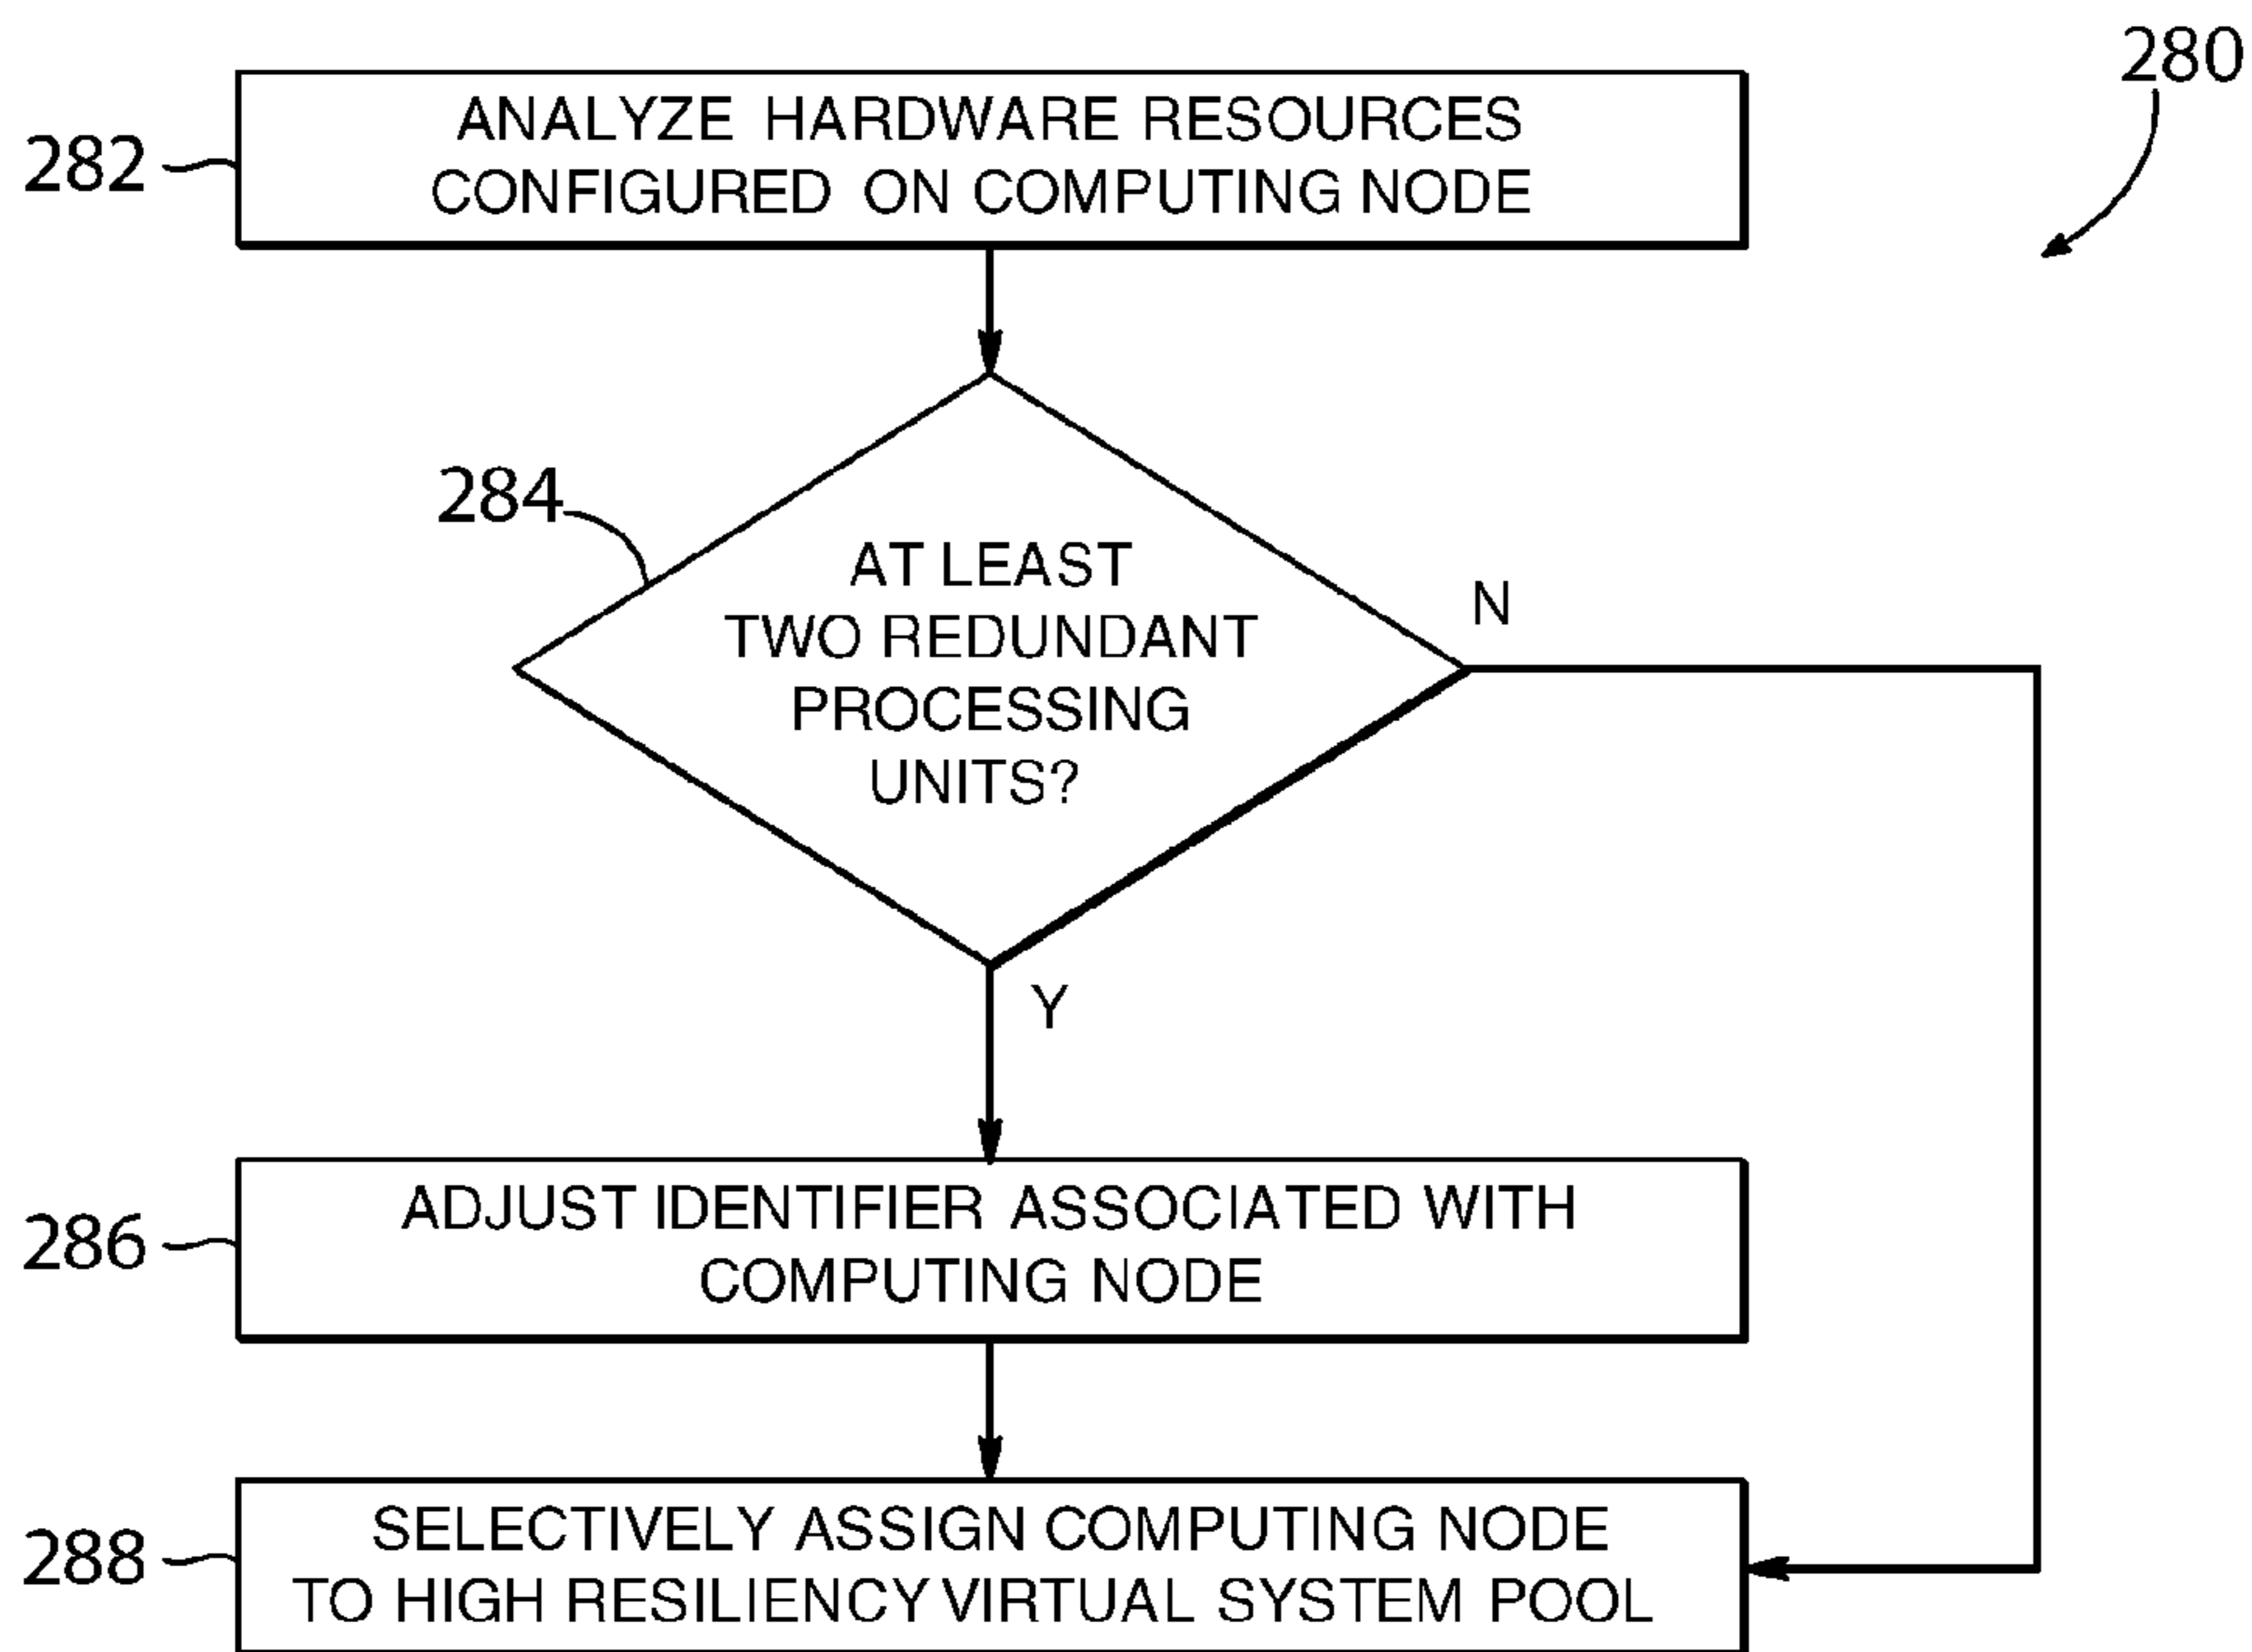 280
282
ANALYZE HARDWARE RESOURCES
CONFIGURED ON COMPUTING NODE
284
AT LEAST
TWO REDUNDANT
PROCESSING
UNITS?
N
Y
286
ADJUST IDENTIFIER ASSOCIATED WITH
COMPUTING NODE
288
SELECTIVELY ASSIGN COMPUTING NODE
TO HIGH RESILIENCY VIRTUAL SYSTEM POOL